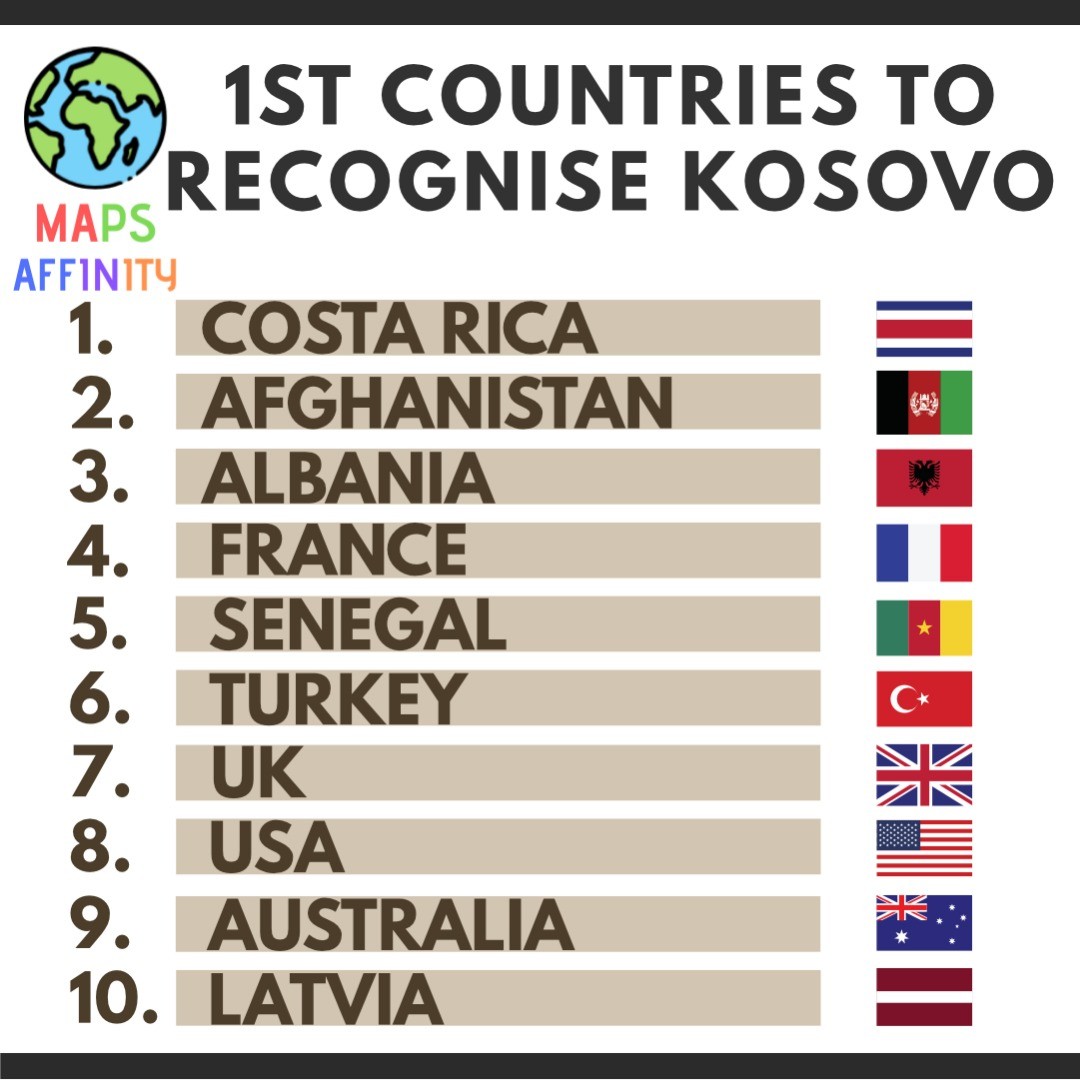 1ST COUNTRIES TO
RECOGNISE KOSOVO
MAPS
AFFINITY
1. COSTA RICA
2. AFGHANISTAN
3. ALBANIA
4. FRANCE
5. SENEGAL
6. TURKEY
7. UK
8. USA
9. AUSTRALIA
10. LATVIA